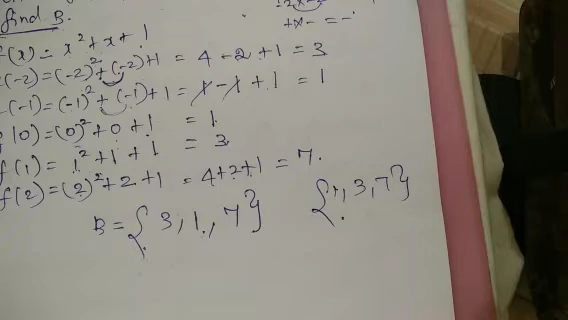 find B.
+2 x -
+x- = -
f(x) = x² + x + 1
(-2) = (-2)² + (-2) + 1 = 4 - 2 + 1 = 3
(-1) = (-1)² + (-1) + 1 = 1 - 1 + 1 = 1
(0) = (0)² + 0 + 1 = 1
f(1) = 1² + 1 + 1 = 3
f(2) = (2)² + 2 + 1 = 4 + 2 + 1 = 7.
B = { 3, 1, 7 }
{ 1, 3, 7 }